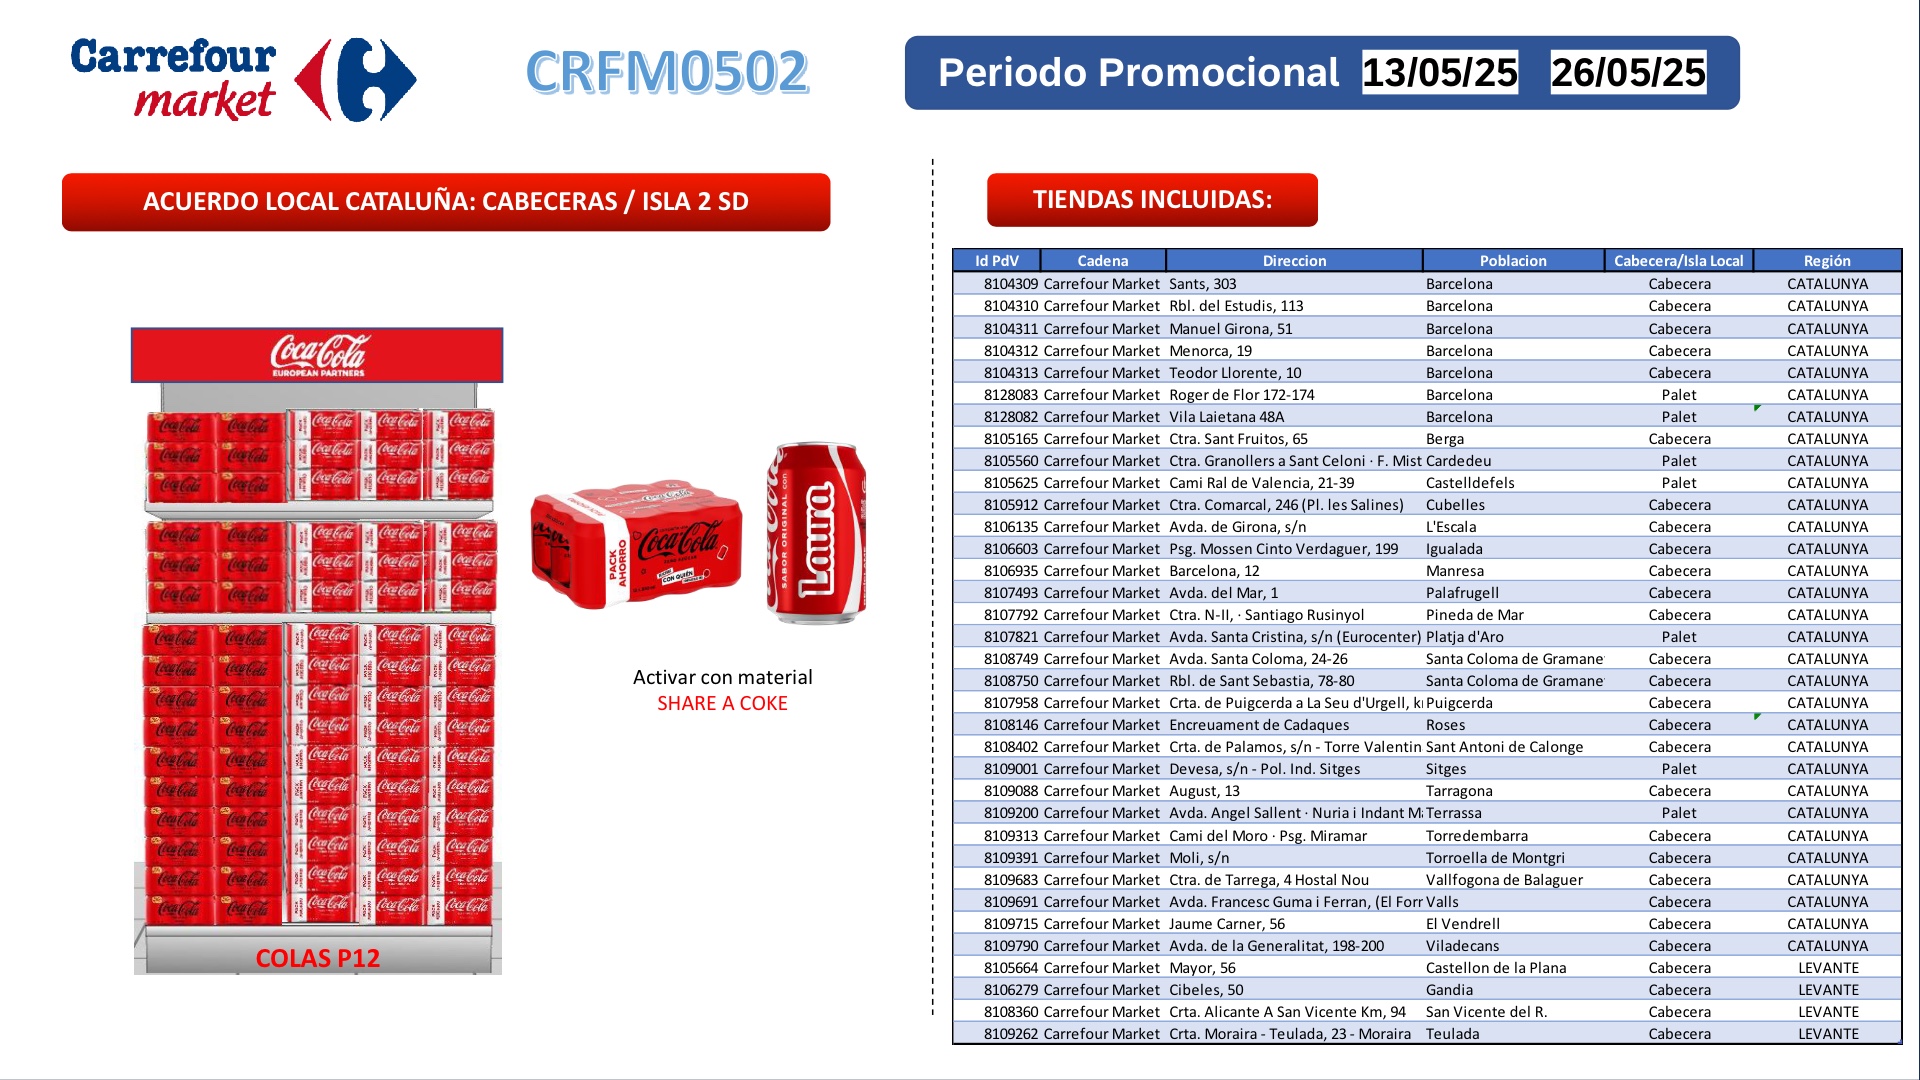 Carrefour
market
CRFM0502
Periodo Promocional 13/05/25 26/05/25
ACUERDO LOCAL CATALUÑA: CABECERAS / ISLA 2 SD
TIENDAS INCLUIDAS:
Coca-Cola
EUROPEAN PARTNERS
COLAS P12
PACK AHORRO
Coca-Cola
CON QUIÉN
Coca-Cola
SABOR ORIGINAL
Laura
Activar con material
SHARE A COKE
Id PdV Cadena Direccion Poblacion Cabecera/Isla Local Región
8104309 Carrefour Market Sants, 303 Barcelona Cabecera CATALUNYA
8104310 Carrefour Market Rbl. del Estudis, 113 Barcelona Cabecera CATALUNYA
8104311 Carrefour Market Manuel Girona, 51 Barcelona Cabecera CATALUNYA
8104312 Carrefour Market Menorca, 19 Barcelona Cabecera CATALUNYA
8104313 Carrefour Market Teodor Llorente, 10 Barcelona Cabecera CATALUNYA
8128083 Carrefour Market Roger de Flor 172-174 Barcelona Palet CATALUNYA
8128082 Carrefour Market Vila Laietana 48A Barcelona Palet CATALUNYA
8105165 Carrefour Market Ctra. Sant Fruitos, 65 Berga Cabecera CATALUNYA
8105560 Carrefour Market Ctra. Granollers a Sant Celoni · F. Mist Cardedeu Palet CATALUNYA
8105625 Carrefour Market Cami Ral de Valencia, 21-39 Castelldefels Palet CATALUNYA
8105912 Carrefour Market Ctra. Comarcal, 246 (Pl. les Salines) Cubelles Cabecera CATALUNYA
8106135 Carrefour Market Avda. de Girona, s/n L'Escala Cabecera CATALUNYA
8106603 Carrefour Market Psg. Mossen Cinto Verdaguer, 199 Igualada Cabecera CATALUNYA
8106935 Carrefour Market Barcelona, 12 Manresa Cabecera CATALUNYA
8107493 Carrefour Market Avda. del Mar, 1 Palafrugell Cabecera CATALUNYA
8107792 Carrefour Market Ctra. N-II, · Santiago Rusinyol Pineda de Mar Cabecera CATALUNYA
8107821 Carrefour Market Avda. Santa Cristina, s/n (Eurocenter) Platja d'Aro Palet CATALUNYA
8108749 Carrefour Market Avda. Santa Coloma, 24-26 Santa Coloma de Gramane Cabecera CATALUNYA
8108750 Carrefour Market Rbl. de Sant Sebastia, 78-80 Santa Coloma de Gramane Cabecera CATALUNYA
8107958 Carrefour Market Crta. de Puigcerda a La Seu d'Urgell, k Puigcerda Cabecera CATALUNYA
8108146 Carrefour Market Encreuament de Cadaques Roses Cabecera CATALUNYA
8108402 Carrefour Market Crta. de Palamos, s/n - Torre Valentin Sant Antoni de Calonge Cabecera CATALUNYA
8109001 Carrefour Market Devesa, s/n - Pol. Ind. Sitges Sitges Palet CATALUNYA
8109088 Carrefour Market August, 13 Tarragona Cabecera CATALUNYA
8109200 Carrefour Market Avda. Angel Sallent · Nuria i Indant M Terrassa Palet CATALUNYA
8109313 Carrefour Market Cami del Moro · Psg. Miramar Torredembarra Cabecera CATALUNYA
8109391 Carrefour Market Moli, s/n Torroella de Montgri Cabecera CATALUNYA
8109683 Carrefour Market Ctra. de Tarrega, 4 Hostal Nou Vallfogona de Balaguer Cabecera CATALUNYA
8109691 Carrefour Market Avda. Francesc Guma i Ferran, (El Forr Valls Cabecera CATALUNYA
8109715 Carrefour Market Jaume Carner, 56 El Vendrell Cabecera CATALUNYA
8109790 Carrefour Market Avda. de la Generalitat, 198-200 Viladecans Cabecera CATALUNYA
8105664 Carrefour Market Mayor, 56 Castellon de la Plana Cabecera LEVANTE
8106279 Carrefour Market Cibeles, 50 Gandia Cabecera LEVANTE
8108360 Carrefour Market Crta. Alicante A San Vicente Km, 94 San Vicente del R. Cabecera LEVANTE
8109262 Carrefour Market Crta. Moraira - Teulada, 23 - Moraira Teulada Cabecera LEVANTE